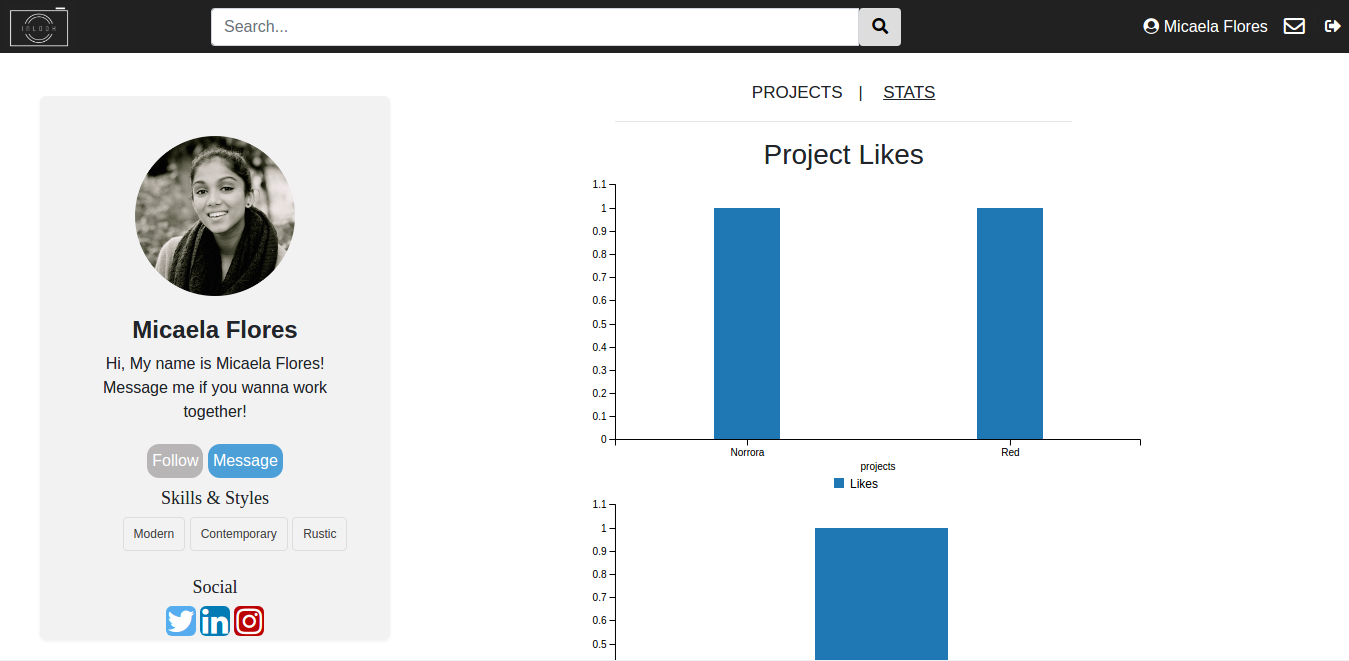 INLOOK
Search...
Micaela Flores
PROJECTS | STATS
Micaela Flores
Hi, My name is Micaela Flores!
Message me if you wanna work
together!
Follow Message
Skills & Styles
Modern Contemporary Rustic
Social
in
Project Likes
1.1
1
0.9
0.8
0.7
0.6
0.5
0.4
0.3
0.2
0.1
0
Norrora Red
projects
Likes
1.1
1
0.9
0.8
0.7
0.6
0.5